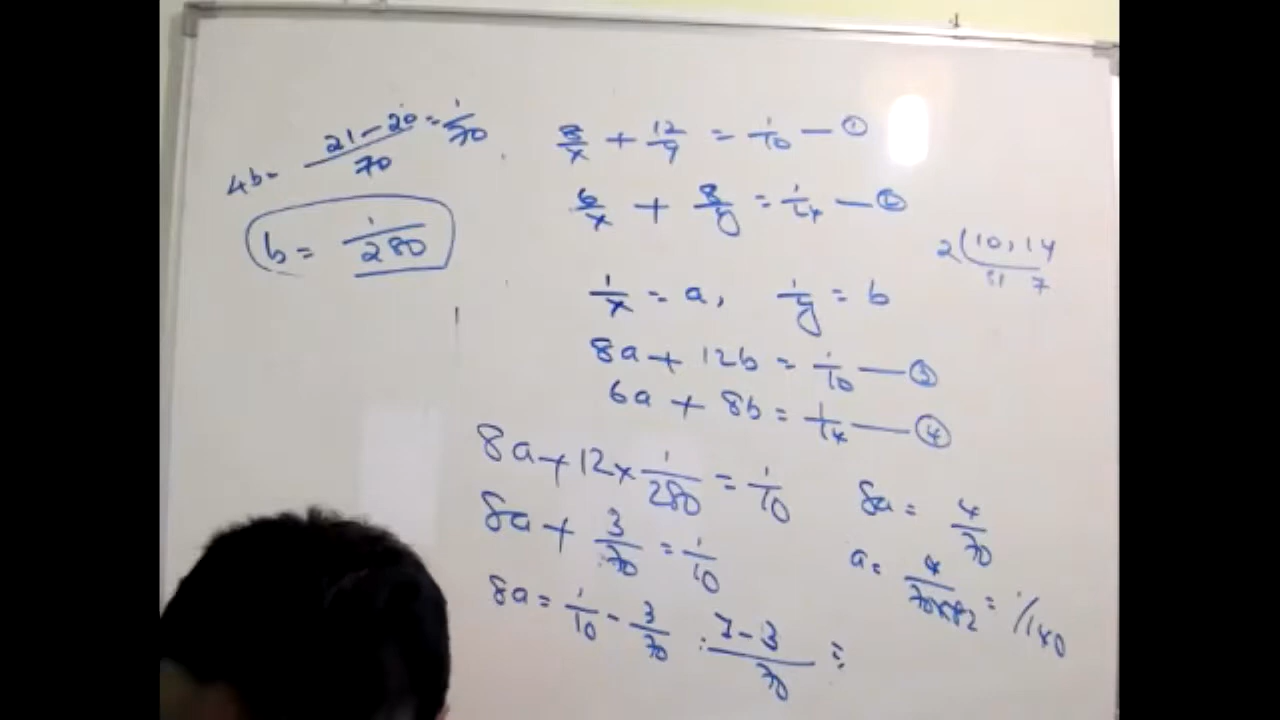 4b = (21 - 20)/70 = 1/70
b = 1/280
8/x + 12/y = 1/10 — ①
6/x + 8/y = 1/14 — ②
2 (10, 14
5, 7
1/x = a, 1/y = b
8a + 12b = 1/10 — ③
6a + 8b = 1/14 — ④
8a + 12 × 1/280 = 1/10
8a + 3/70 = 1/10
8a = 1/10 - 3/70 = (7 - 3)/70 =
8a = 4/70
a = 4/(70×82) = 1/140